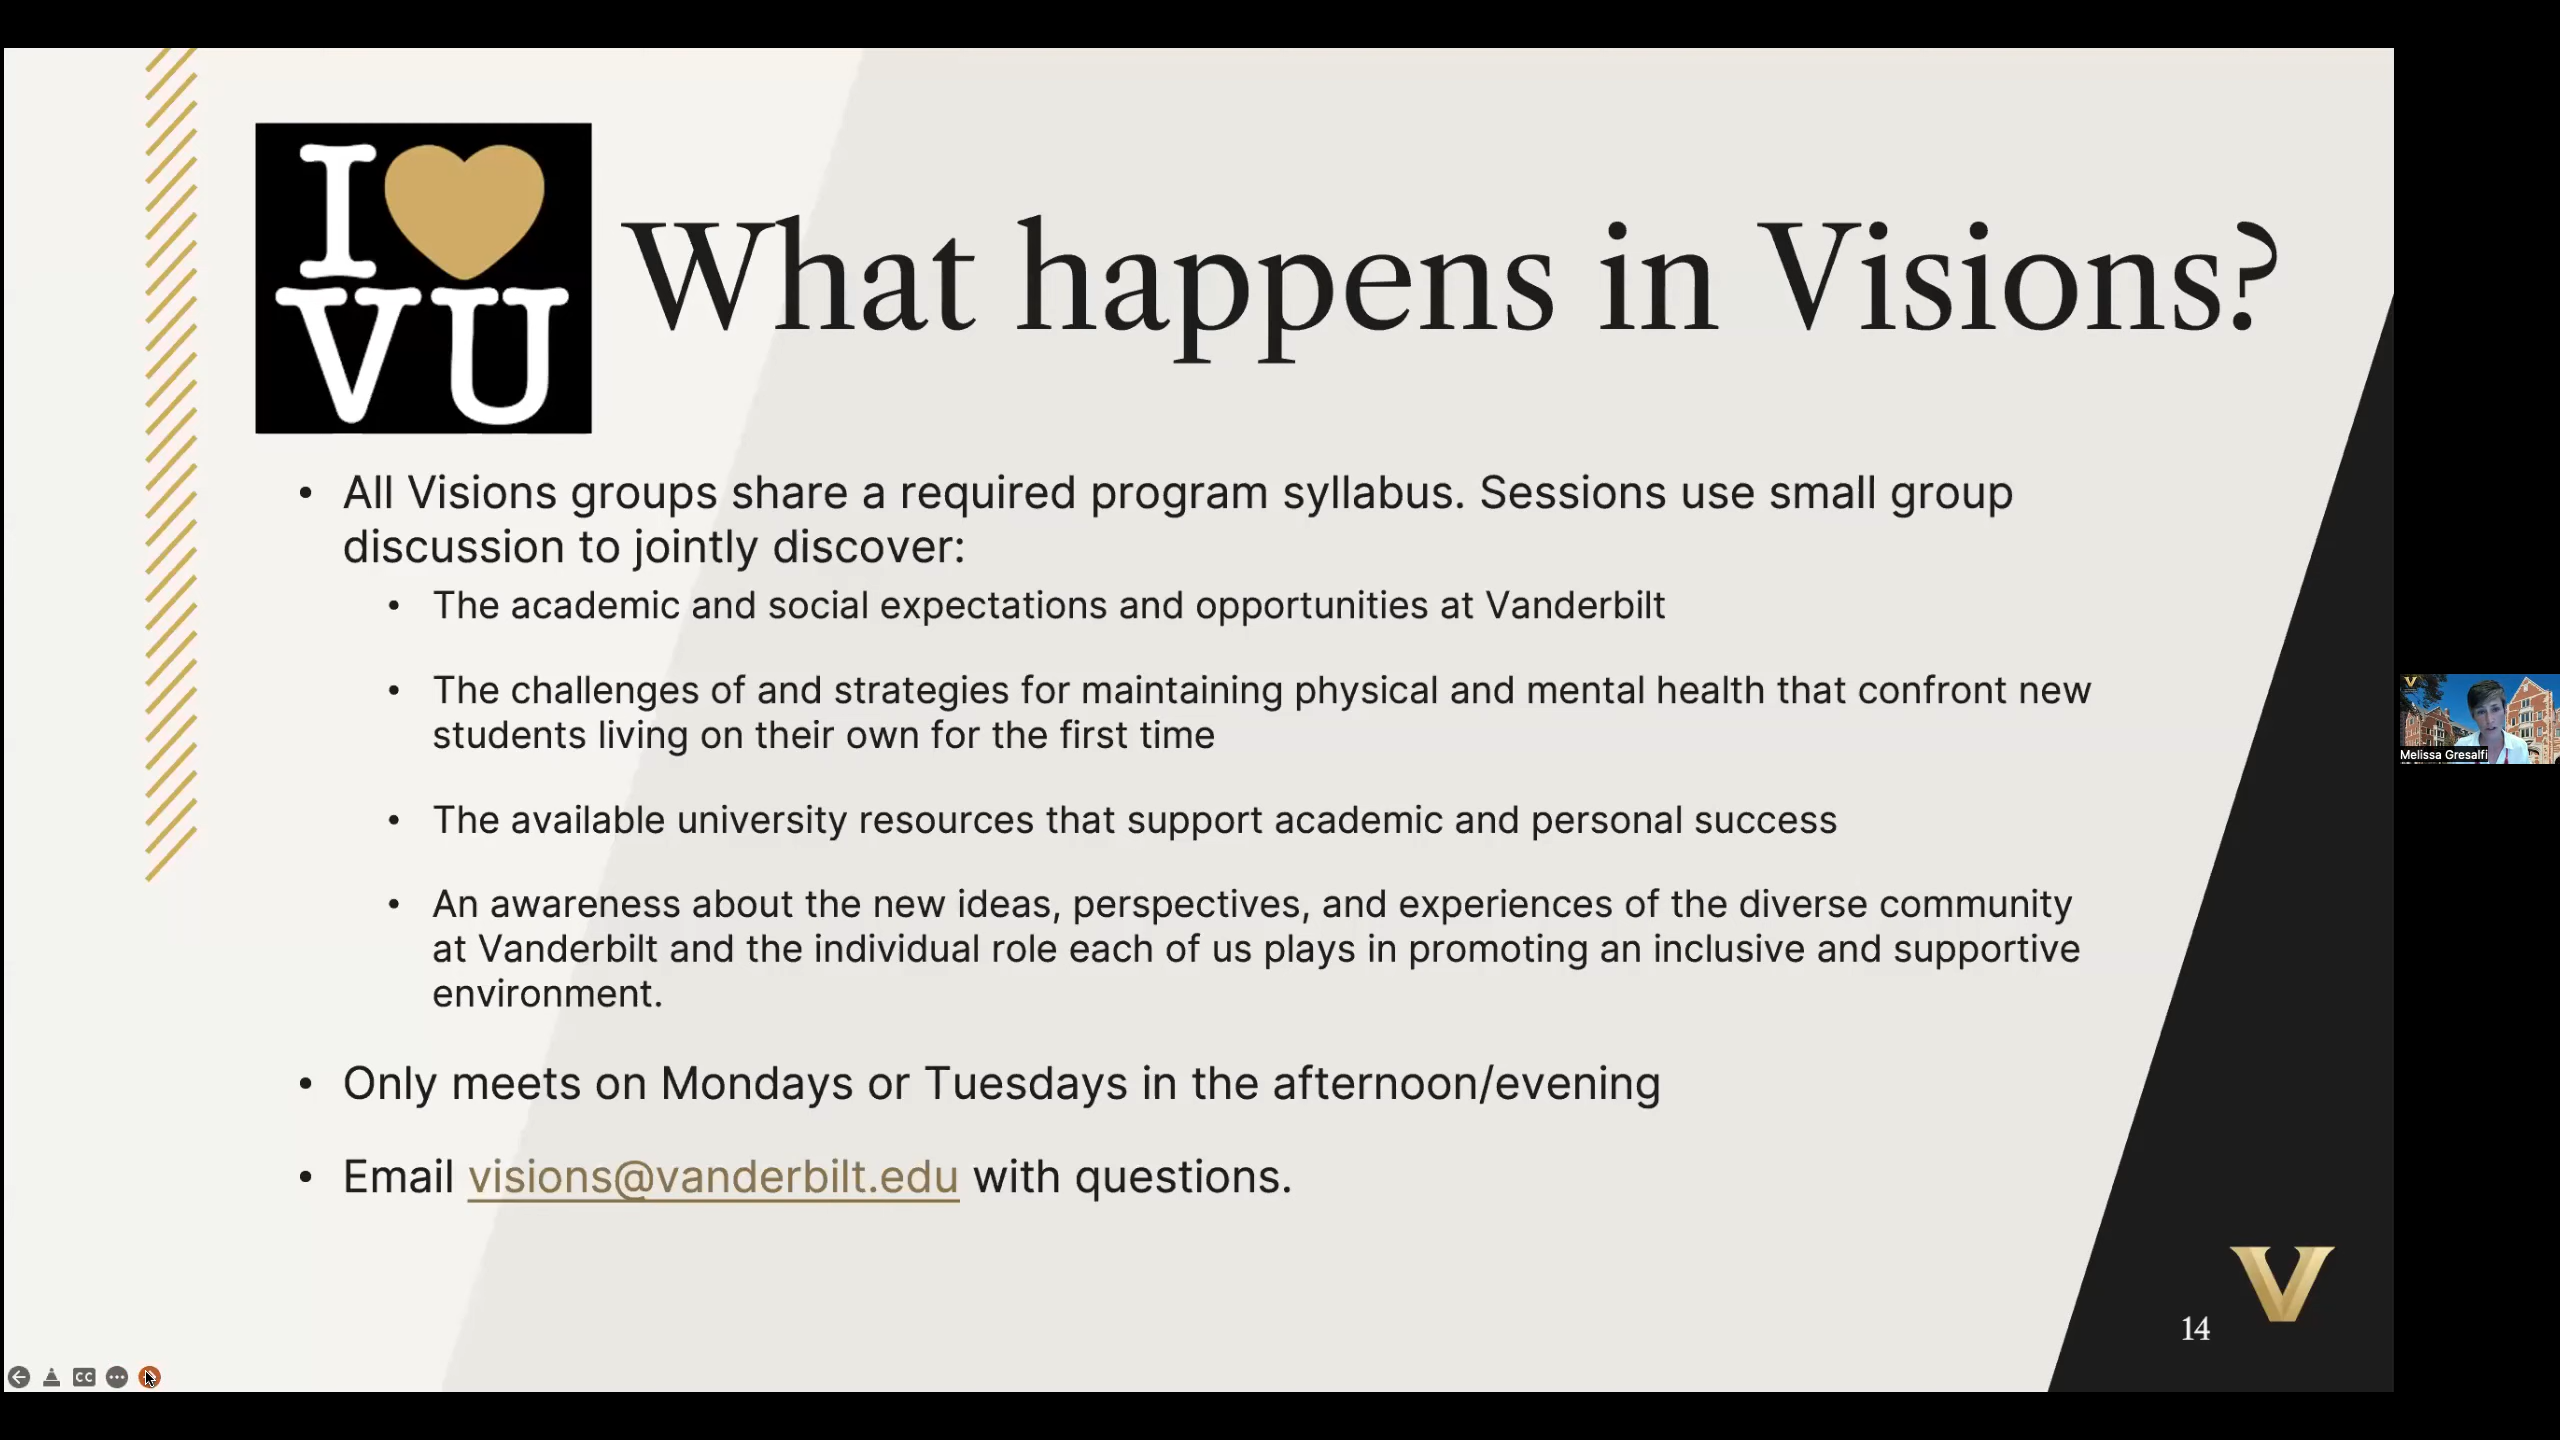 I
VU
What happens in Visions?
• All Visions groups share a required program syllabus. Sessions use small group
discussion to jointly discover:
• The academic and social expectations and opportunities at Vanderbilt
• The challenges of and strategies for maintaining physical and mental health that confront new
students living on their own for the first time
• The available university resources that support academic and personal success
• An awareness about the new ideas, perspectives, and experiences of the diverse community
at Vanderbilt and the individual role each of us plays in promoting an inclusive and supportive
environment.
• Only meets on Mondays or Tuesdays in the afternoon/evening
• Email visions@vanderbilt.edu with questions.
V
Melissa Gresalfi
V
14
CC